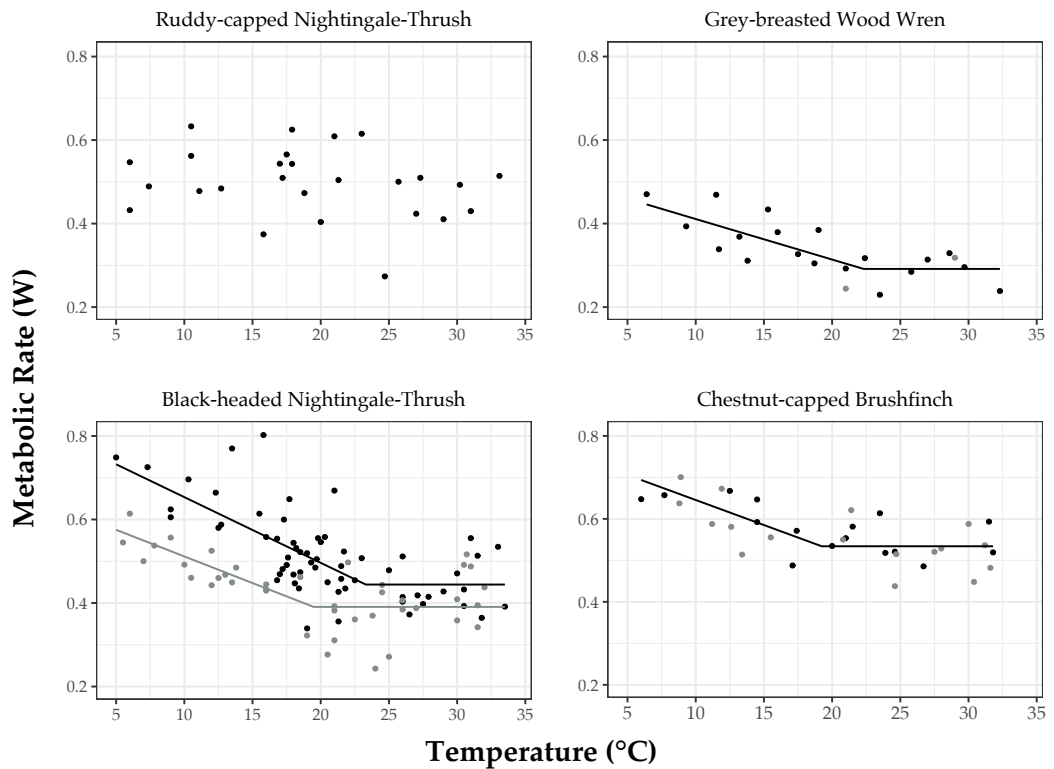 Ruddy-capped Nightingale-Thrush
0.8
0.6
0.4
0.2
5 10 15 20 25 30 35
Grey-breasted Wood Wren
0.8
0.6
0.4
0.2
5 10 15 20 25 30 35
Metabolic Rate (W)
Black-headed Nightingale-Thrush
0.8
0.6
0.4
0.2
5 10 15 20 25 30 35
Chestnut-capped Brushfinch
0.8
0.6
0.4
0.2
5 10 15 20 25 30 35
Temperature (°C)